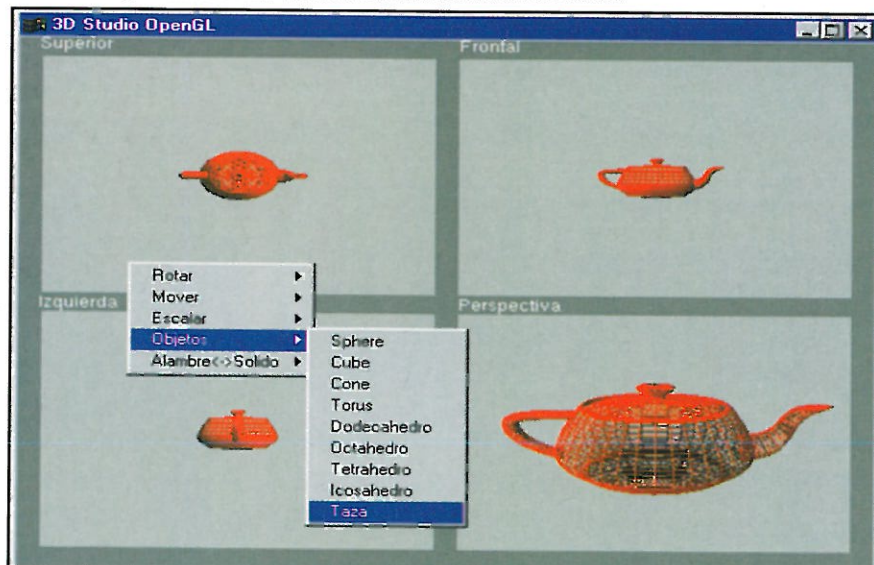 3D Studio OpenGL
Superior
Frontal
Rotar
Mover
Escalar
Objetos
Alambre<->Solido
Izquierda
Perspectiva
Sphere
Cube
Cone
Torus
Dodecahedro
Octahedro
Tetrahedro
Icosahedro
Taza